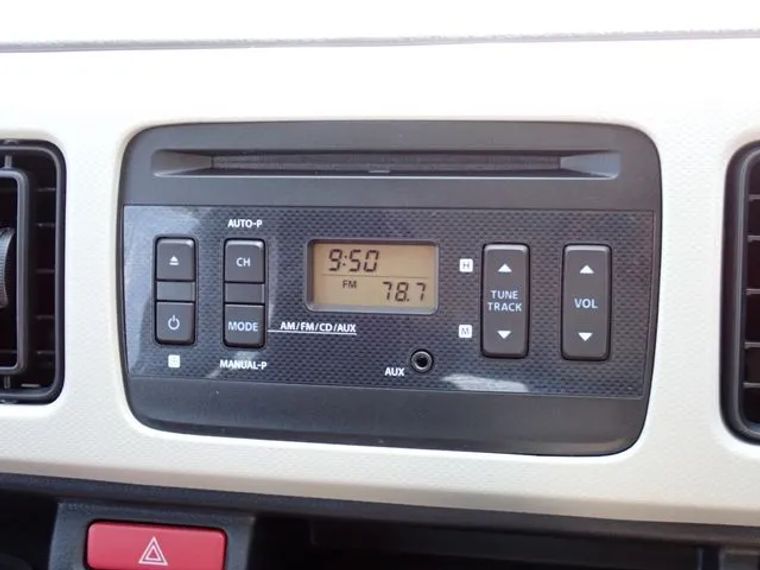 AUTO-P
CH
MODE
AM/FM/CD/AUX
MANUAL-P
9:50
FM 78.7
H
M
TUNE
TRACK
VOL
AUX